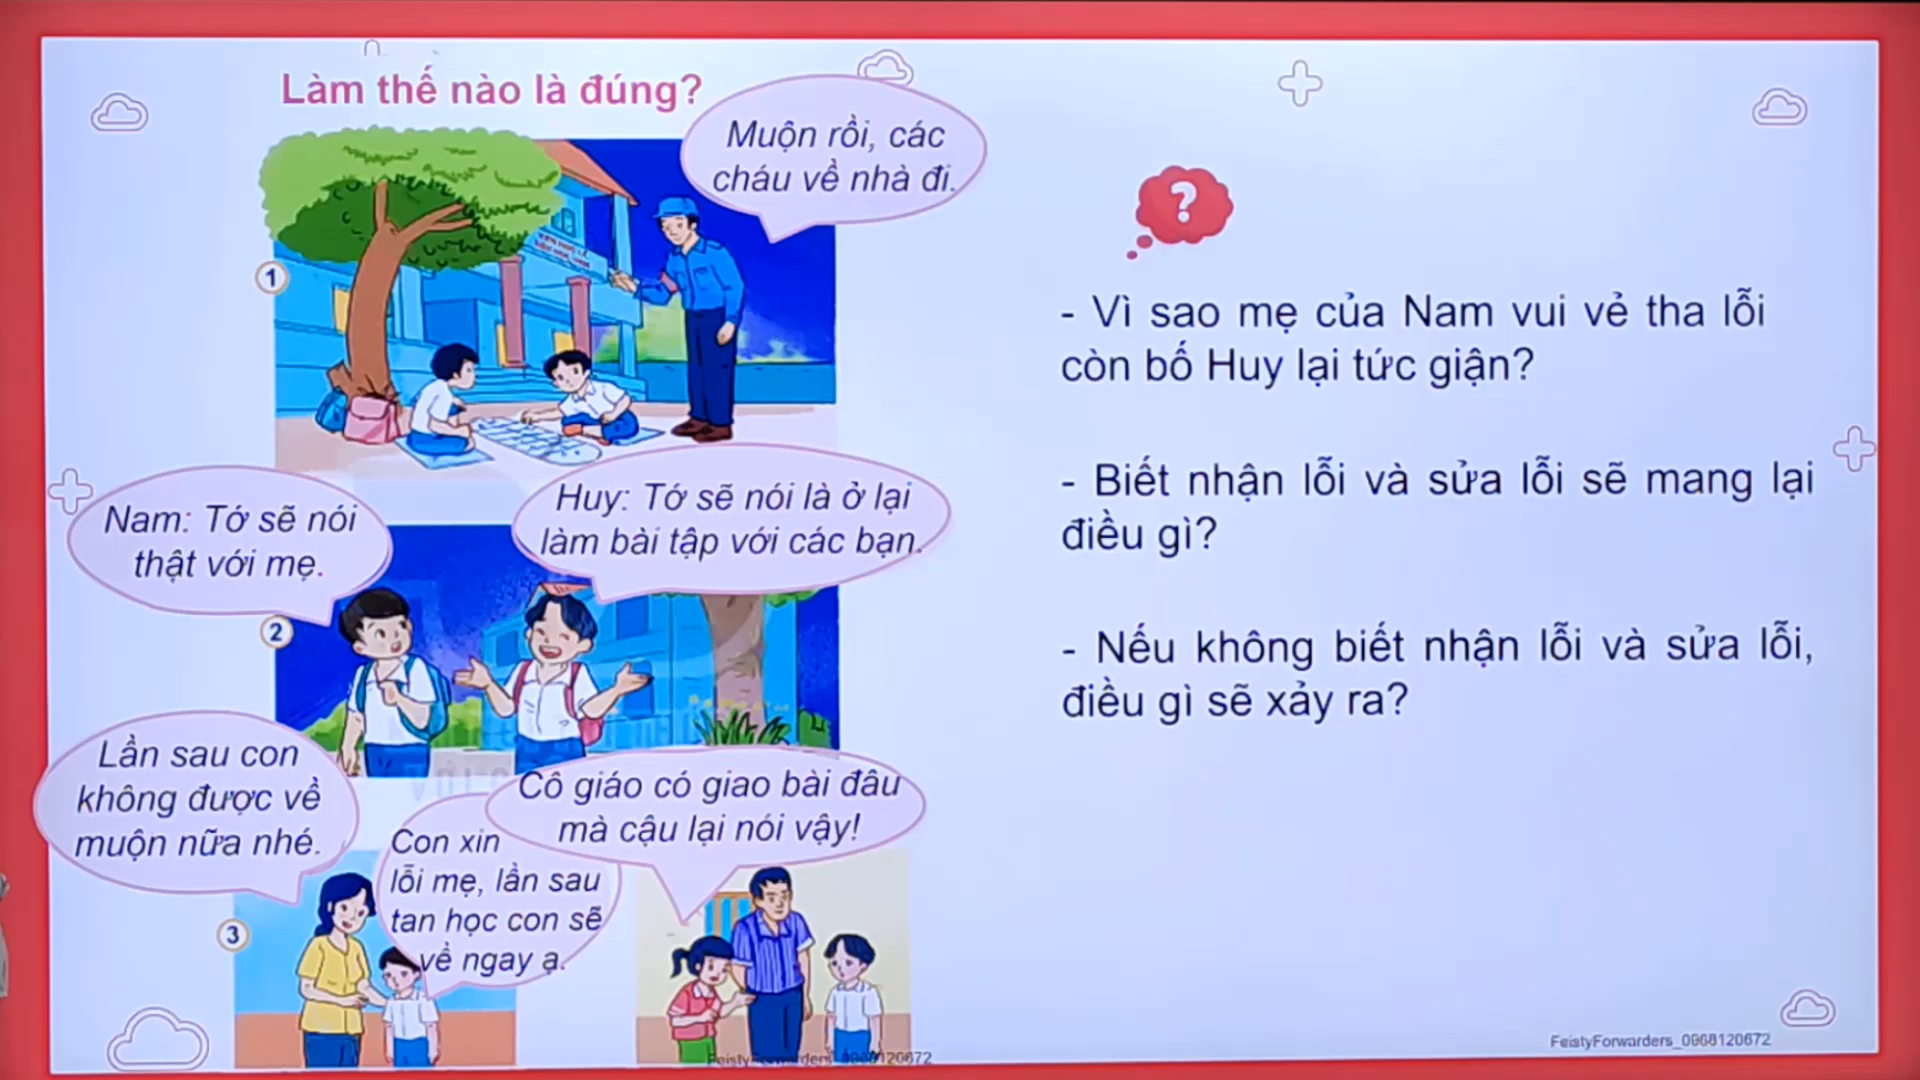 Làm thế nào là đúng?
Muộn rồi, các
cháu về nhà đi.
1
Nam: Tớ sẽ nói
thật với mẹ.
Huy: Tớ sẽ nói là ở lại
làm bài tập với các bạn.
2
Lần sau con
không được về
muộn nữa nhé.
Con xin
lỗi mẹ, lần sau
tan học con sẽ
về ngay ạ.
Cô giáo có giao bài đâu
mà cậu lại nói vậy!
3
?
- Vì sao mẹ của Nam vui vẻ tha lỗi
còn bố Huy lại tức giận?
- Biết nhận lỗi và sửa lỗi sẽ mang lại
điều gì?
- Nếu không biết nhận lỗi và sửa lỗi,
điều gì sẽ xảy ra?
FeistyForwarders_0968120672
FeistyForwarders_0968120672